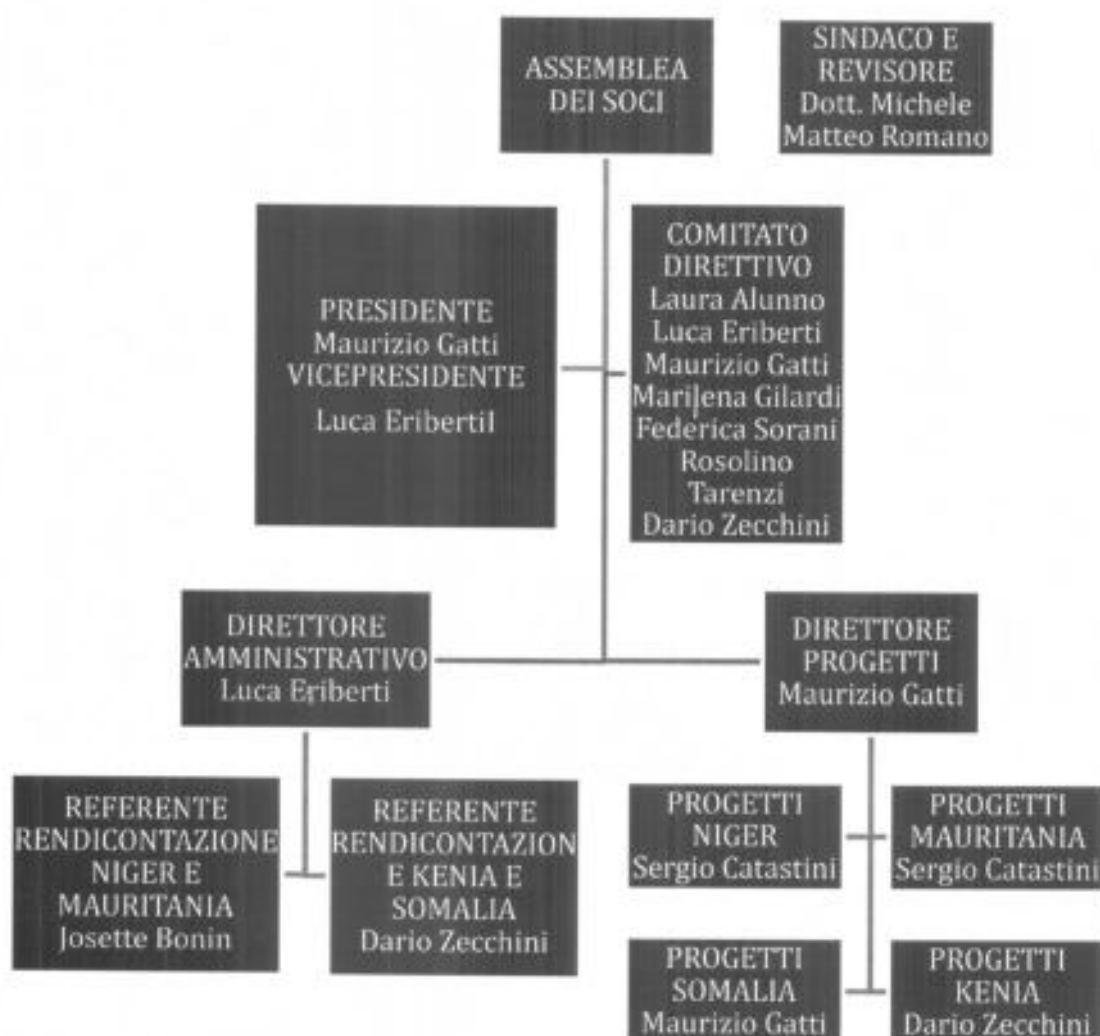 ASSEMBLEA
DEI SOCI
SINDACO E
REVISORE
Dott. Michele
Matteo Romano
PRESIDENTE
Maurizio Gatti
VICEPRESIDENTE
Luca Eribertil
COMITATO
DIRETTIVO
Laura Alunno
Luca Eriberti
Maurizio Gatti
Marilena Gilardi
Federica Sorani
Rosolino
Tarenzi
Dario Zecchini
DIRETTORE
AMMINISTRATIVO
Luca Eriberti
DIRETTORE
PROGETTI
Maurizio Gatti
REFERENTE
RENDICONTAZIONE
NIGER E
MAURITANIA
Josette Bonin
REFERENTE
RENDICONTAZION
E KENIA E
SOMALIA
Dario Zecchini
PROGETTI
NIGER
Sergio Catastini
PROGETTI
MAURITANIA
Sergio Catastini
PROGETTI
SOMALIA
Maurizio Gatti
PROGETTI
KENIA
Dario Zecchini